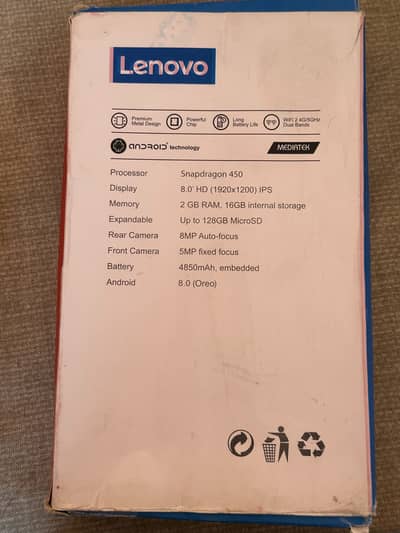 Lenovo
Premium Metal Design
Powerful Chip
Long Battery Life
WiFi 2 4G/5GHz Dual Bands
ANDROID technology
MEDIATEK
Processor Snapdragon 450
Display 8.0' HD (1920x1200) IPS
Memory 2 GB RAM, 16GB internal storage
Expandable Up to 128GB MicroSD
Rear Camera 8MP Auto-focus
Front Camera 5MP fixed focus
Battery 4850mAh, embedded
Android 8.0 (Oreo)